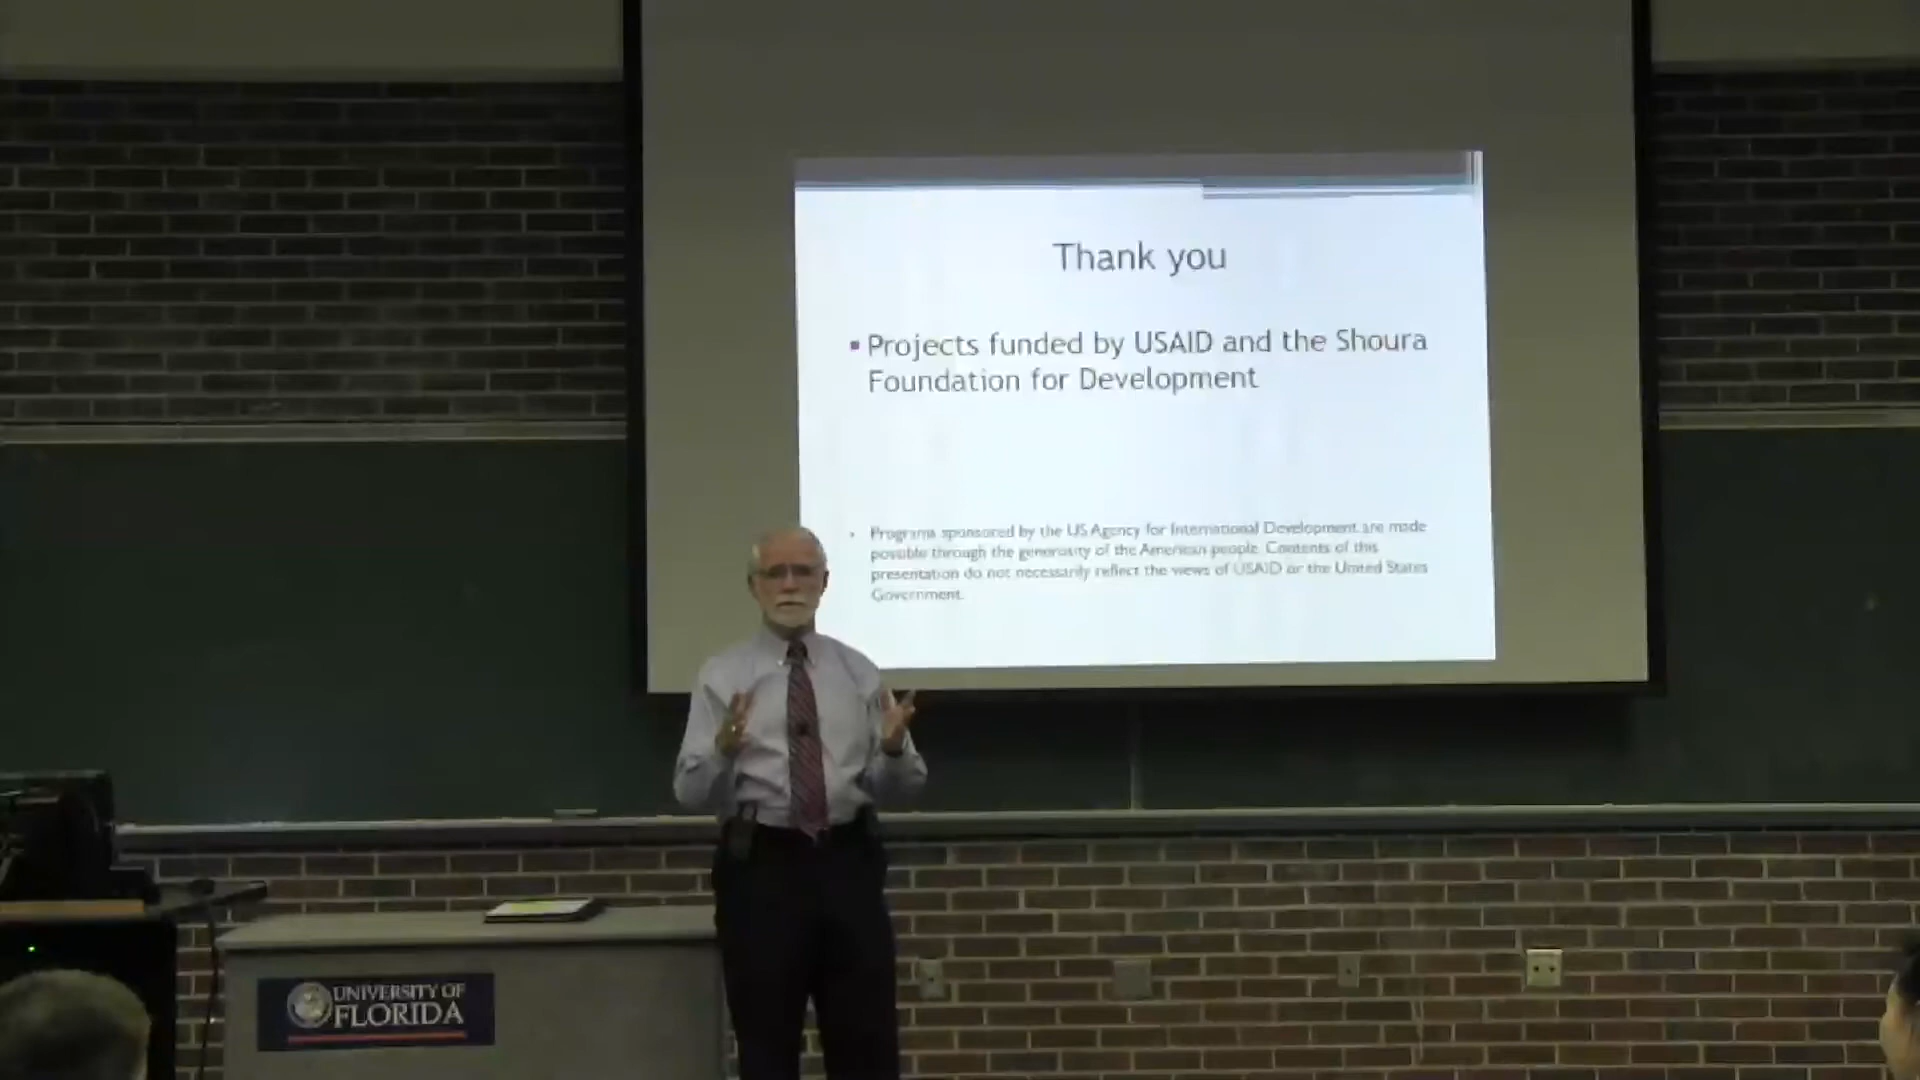 Thank you
▪ Projects funded by USAID and the Shoura
Foundation for Development
• Programs sponsored by the US Agency for International Development are made
possible through the generosity of the American people. Contents of this
presentation do not necessarily reflect the views of USAID or the United States
Government.
UNIVERSITY OF
FLORIDA